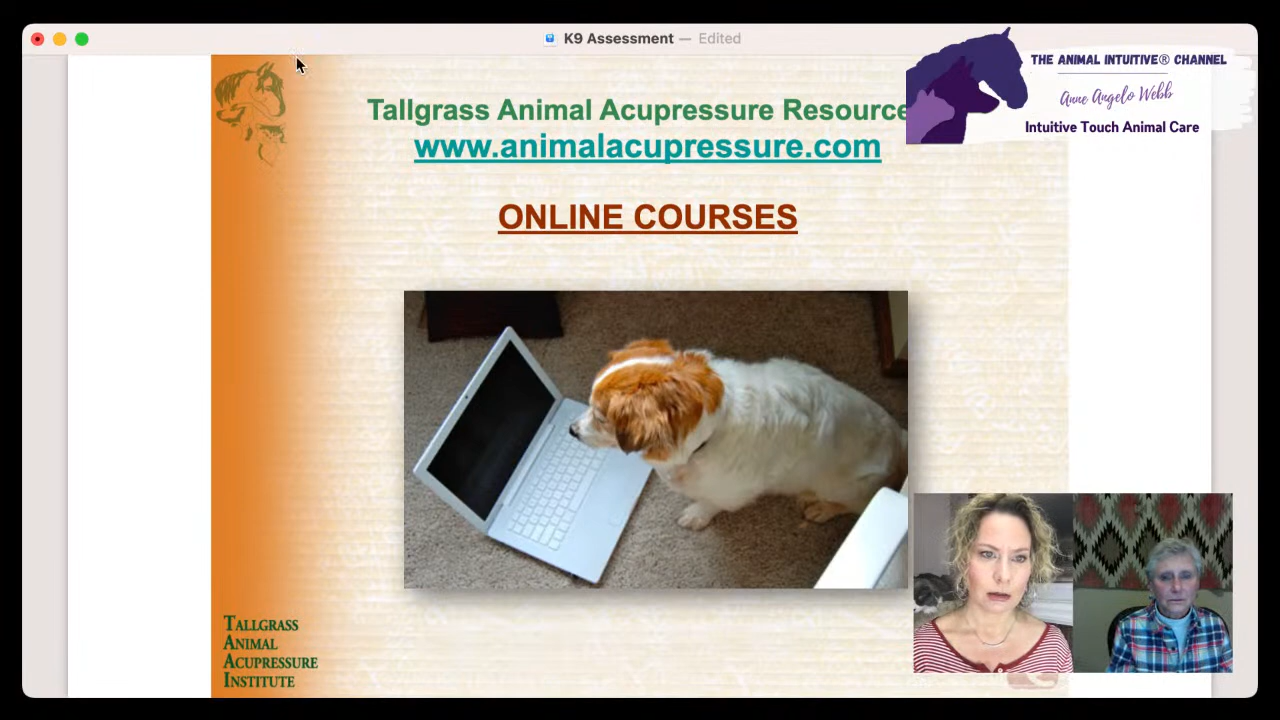 K9 Assessment — Edited
THE ANIMAL INTUITIVE® CHANNEL
Anne Angelo Webb
Intuitive Touch Animal Care
Tallgrass Animal Acupressure Resource
www.animalacupressure.com
ONLINE COURSES
TALLGRASS
ANIMAL
ACUPRESSURE
INSTITUTE